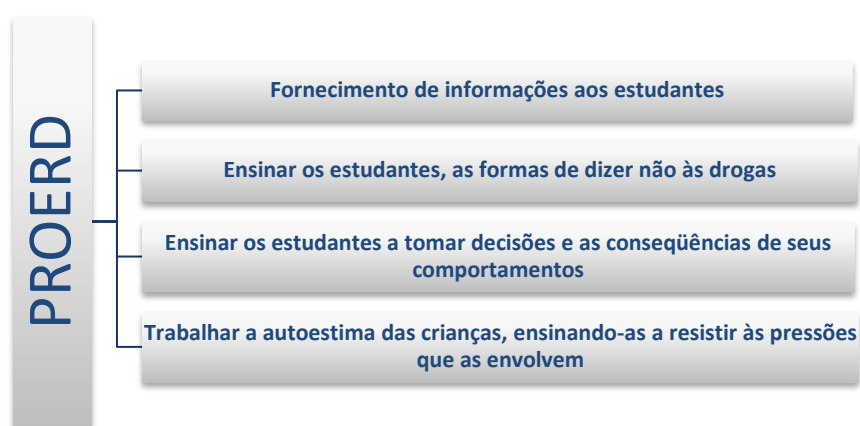 PROERD
Fornecimento de informações aos estudantes
Ensinar os estudantes, as formas de dizer não às drogas
Ensinar os estudantes a tomar decisões e as conseqüências de seus
comportamentos
Trabalhar a autoestima das crianças, ensinando-as a resistir às pressões
que as envolvem